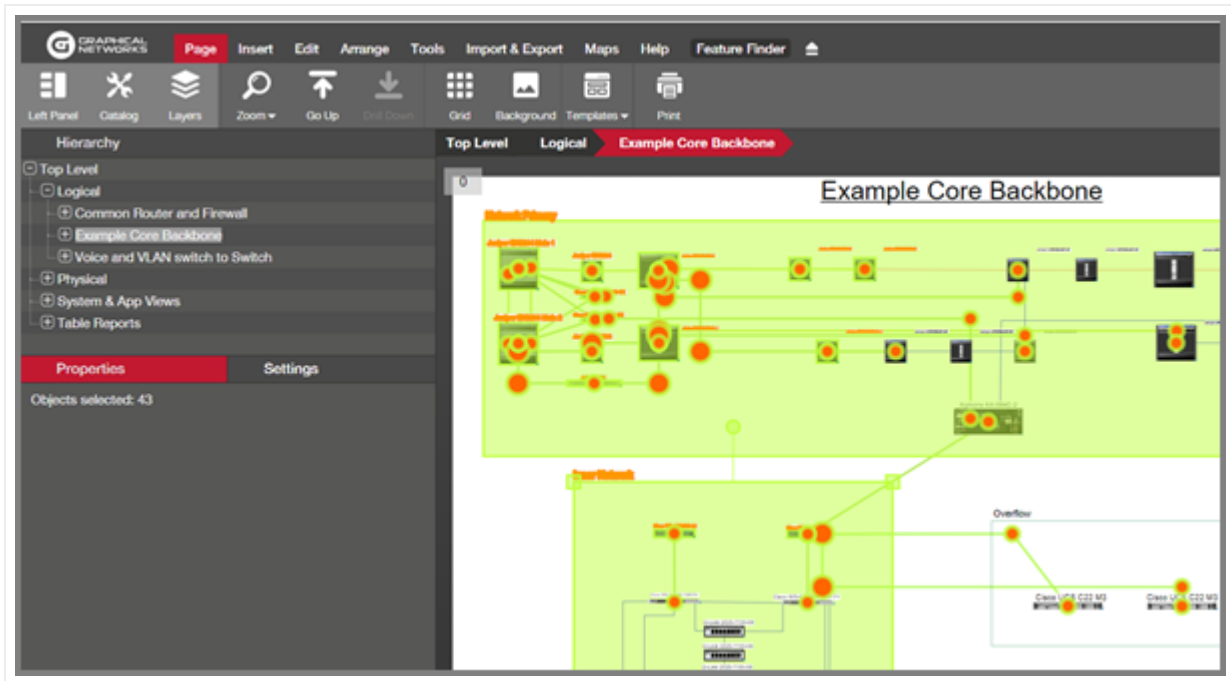 GRAPHICAL NETWORKS
Page Insert Edit Arrange Tools Import & Export Maps Help Feature Finder
Left Panel Catalog Layers Zoom Go Up Drill Down Grid Background Templates Print
Hierarchy
Top Level Logical Example Core Backbone
Top Level
Logical
Common Router and Firewall
Example Core Backbone
Voice and VLAN switch to Switch
Physical
System & App Views
Table Reports
Properties Settings
Objects selected: 43
0
Example Core Backbone
Network Primary
Overflow
Cisco UCS C22 M3
Cisco UCS C22 M3